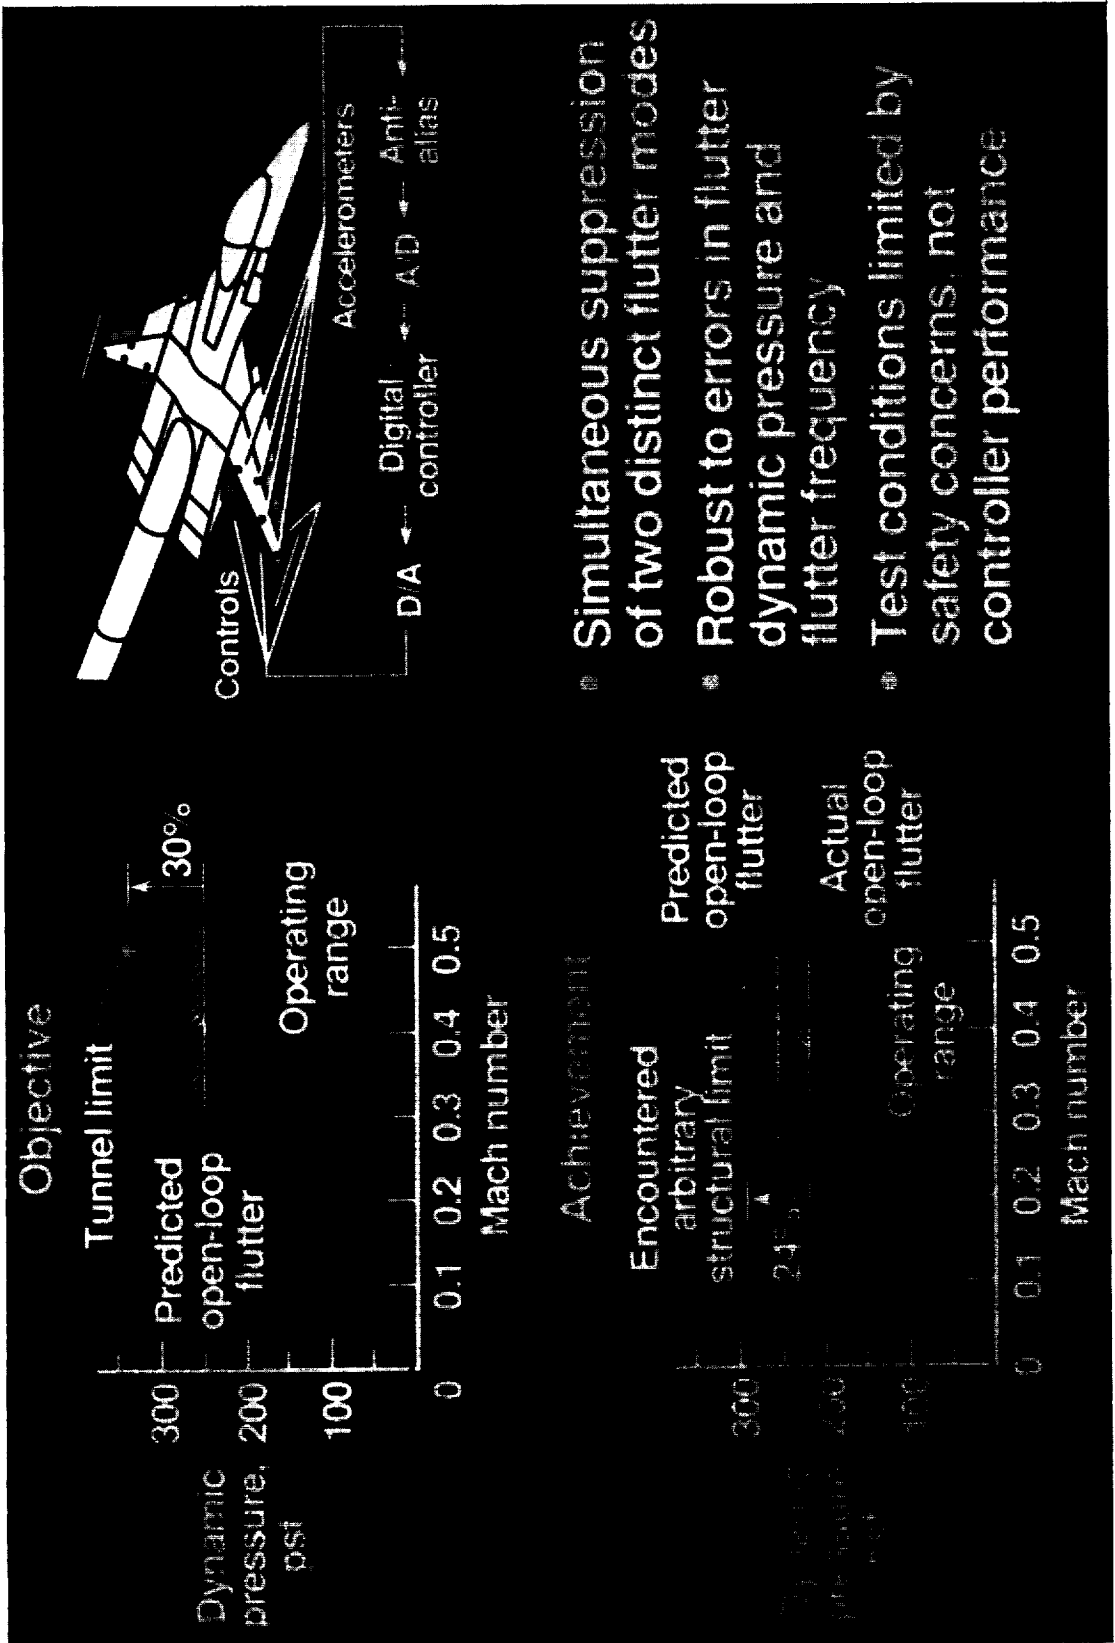 Objective
Tunnel limit
30%
Predicted
open-loop
flutter
Operating
range
Dynamic
pressure,
psf
300
200
100
0
0.1 0.2 0.3 0.4 0.5
Mach number
Controls
Accelerometers
D/A
Digital
controller
A/D
Anti-
alias
Achievement
Encountered
arbitrary
structural limit
24%
Predicted
open-loop
flutter
Actual
open-loop
flutter
Operating
range
300
200
100
0 0.1 0.2 0.3 0.4 0.5
Mach number
Simultaneous suppression
of two distinct flutter modes
Robust to errors in flutter
dynamic pressure and
flutter frequency
Test conditions limited by
safety concerns, not
controller performance